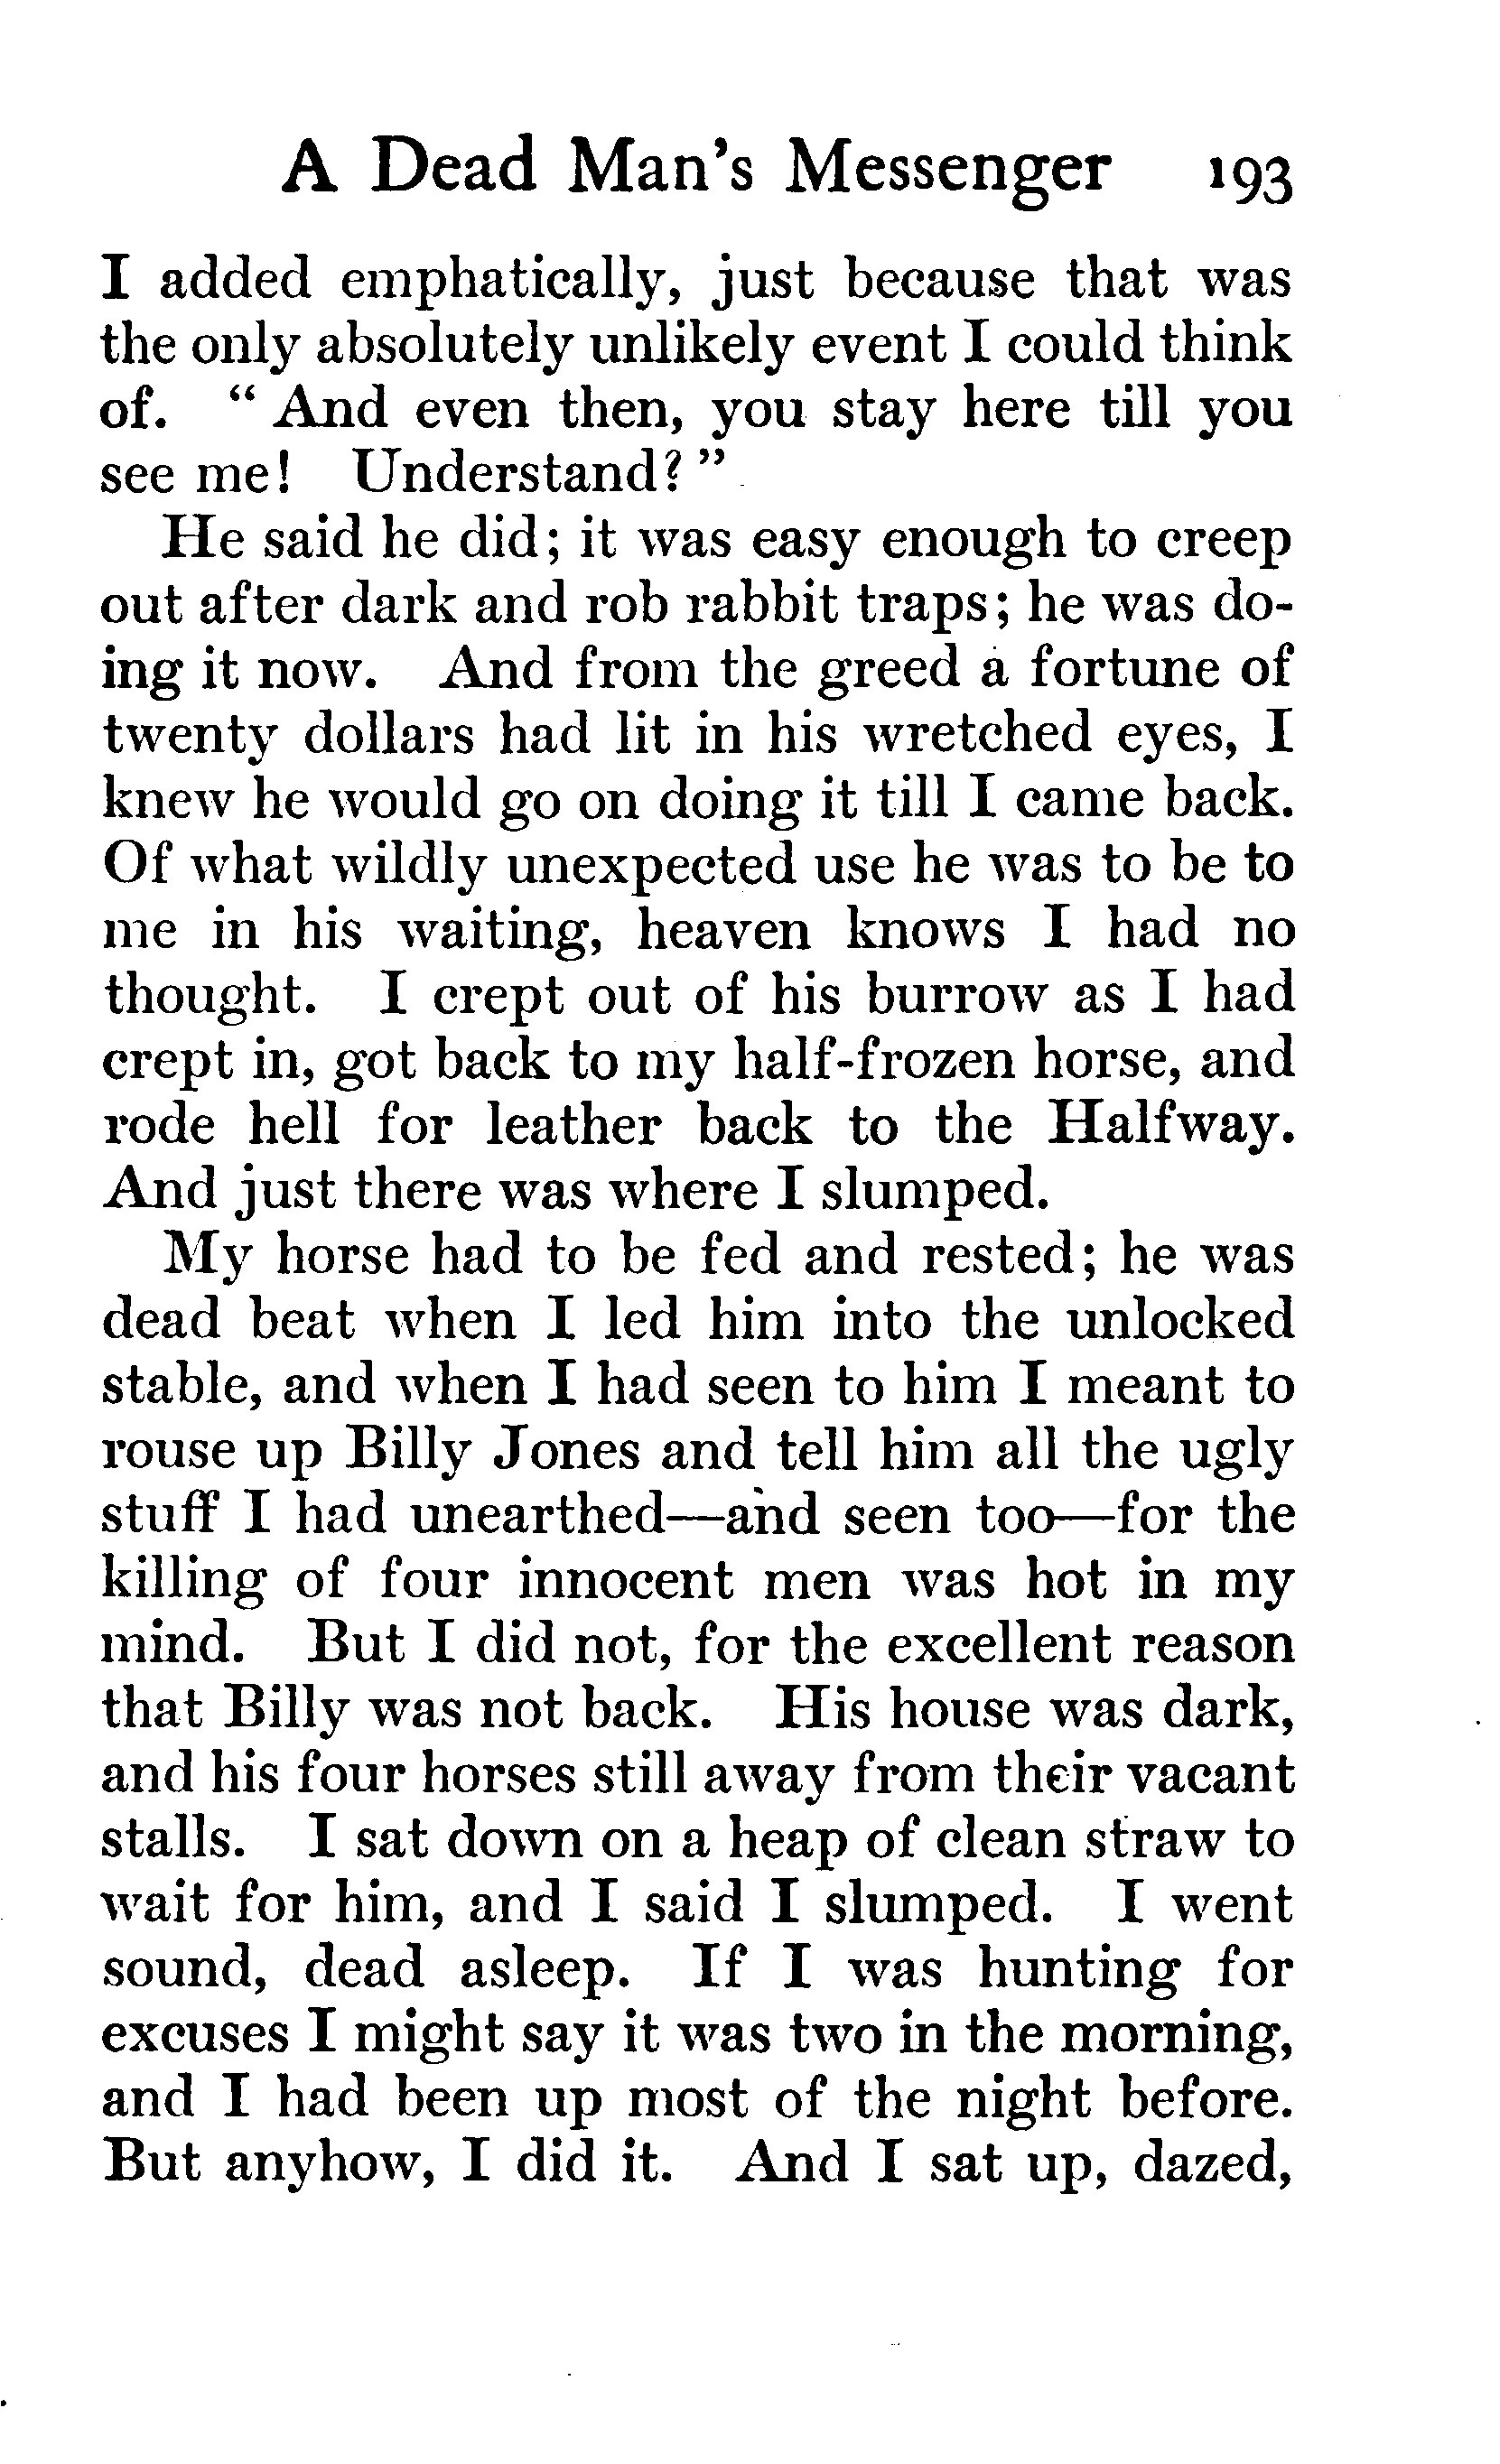 A Dead Man's Messenger 193
I added emphatically, just because that was
the only absolutely unlikely event I could think
of. " And even then, you stay here till you
see me! Understand? "
He said he did; it was easy enough to creep
out after dark and rob rabbit traps; he was do-
ing it now. And from the greed a fortune of
twenty dollars had lit in his wretched eyes, I
knew he would go on doing it till I came back.
Of what wildly unexpected use he was to be to
me in his waiting, heaven knows I had no
thought. I crept out of his burrow as I had
crept in, got back to my half-frozen horse, and
rode hell for leather back to the Halfway.
And just there was where I slumped.
My horse had to be fed and rested; he was
dead beat when I led him into the unlocked
stable, and when I had seen to him I meant to
rouse up Billy Jones and tell him all the ugly
stuff I had unearthed—and seen too—for the
killing of four innocent men was hot in my
mind. But I did not, for the excellent reason
that Billy was not back. His house was dark,
and his four horses still away from their vacant
stalls. I sat down on a heap of clean straw to
wait for him, and I said I slumped. I went
sound, dead asleep. If I was hunting for
excuses I might say it was two in the morning,
and I had been up most of the night before.
But anyhow, I did it. And I sat up, dazed,